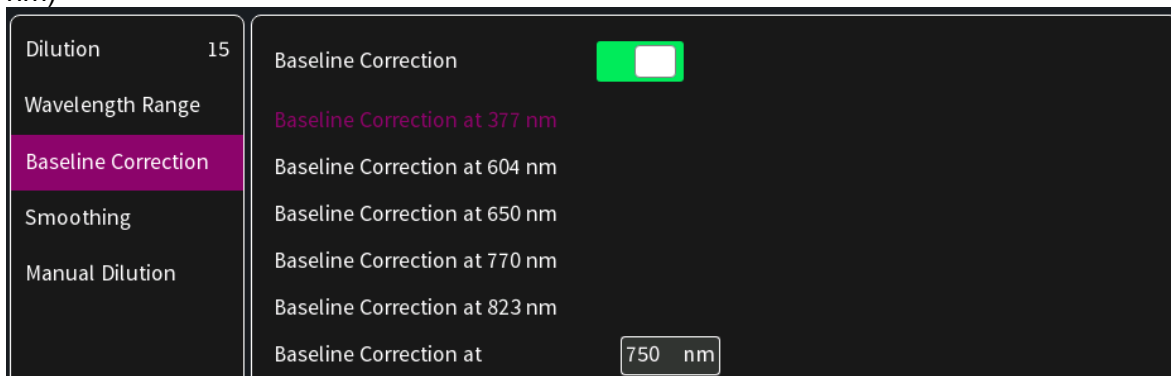 nm)
Dilution 15
Wavelength Range
Baseline Correction
Smoothing
Manual Dilution
Baseline Correction
Baseline Correction at 377 nm
Baseline Correction at 604 nm
Baseline Correction at 650 nm
Baseline Correction at 770 nm
Baseline Correction at 823 nm
Baseline Correction at 750 nm